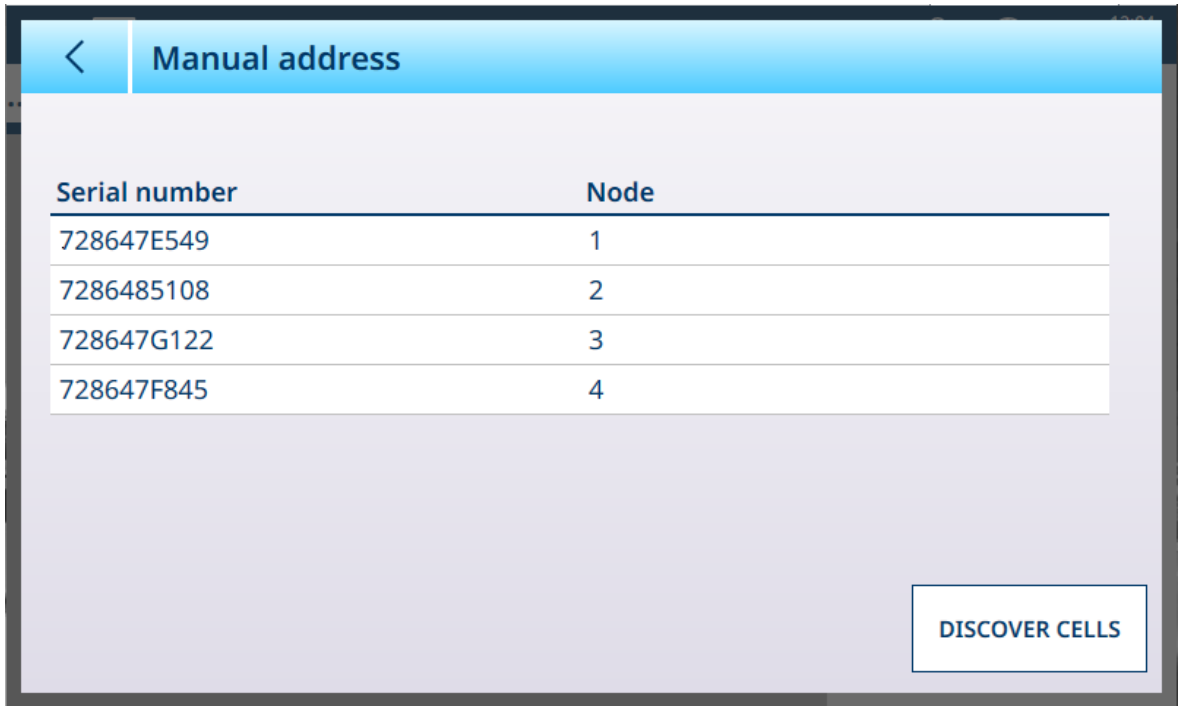 Manual address
Serial number Node
728647E549 1
7286485108 2
728647G122 3
728647F845 4
DISCOVER CELLS